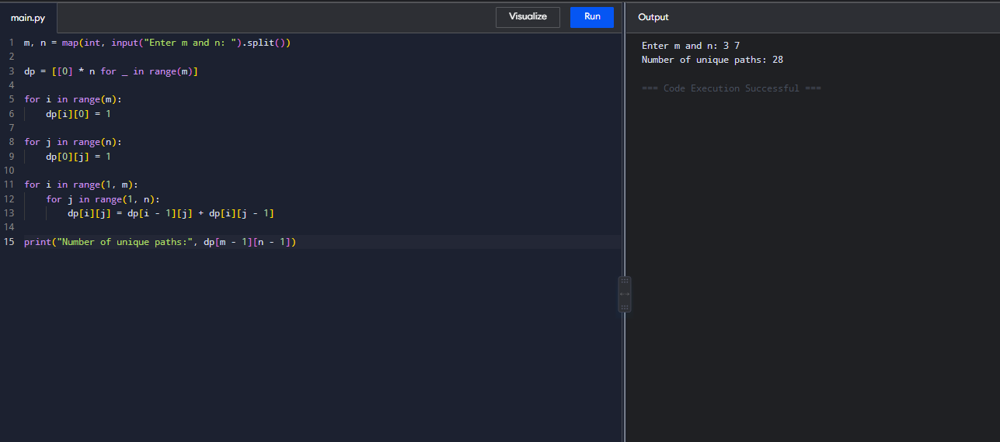 main.py
Visualize
Run
Output
1 m, n = map(int, input("Enter m and n: ").split())
2
3 dp = [[0] * n for _ in range(m)]
4
5 for i in range(m):
6     dp[i][0] = 1
7
8 for j in range(n):
9     dp[0][j] = 1
10
11 for i in range(1, m):
12     for j in range(1, n):
13         dp[i][j] = dp[i - 1][j] + dp[i][j - 1]
14
15 print("Number of unique paths:", dp[m - 1][n - 1])
Enter m and n: 3 7
Number of unique paths: 28
=== Code Execution Successful ===